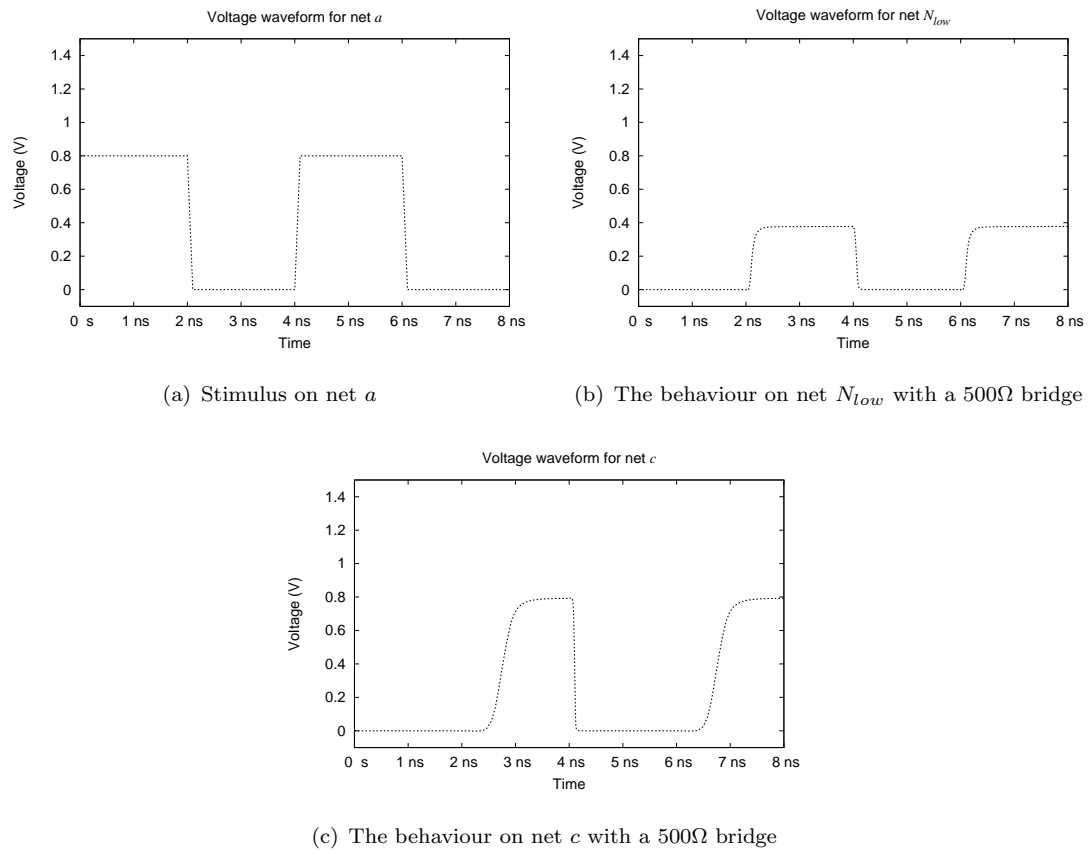 Voltage waveform for net a
1.4
1.2
1
0.8
0.6
0.4
0.2
0
Voltage (V)
0 s 1 ns 2 ns 3 ns 4 ns 5 ns 6 ns 7 ns 8 ns
Time
(a) Stimulus on net a
Voltage waveform for net Nlow
1.4
1.2
1
0.8
0.6
0.4
0.2
0
Voltage (V)
0 s 1 ns 2 ns 3 ns 4 ns 5 ns 6 ns 7 ns 8 ns
Time
(b) The behaviour on net Nlow with a 500Ω bridge
Voltage waveform for net c
1.4
1.2
1
0.8
0.6
0.4
0.2
0
Voltage (V)
0 s 1 ns 2 ns 3 ns 4 ns 5 ns 6 ns 7 ns 8 ns
Time
(c) The behaviour on net c with a 500Ω bridge